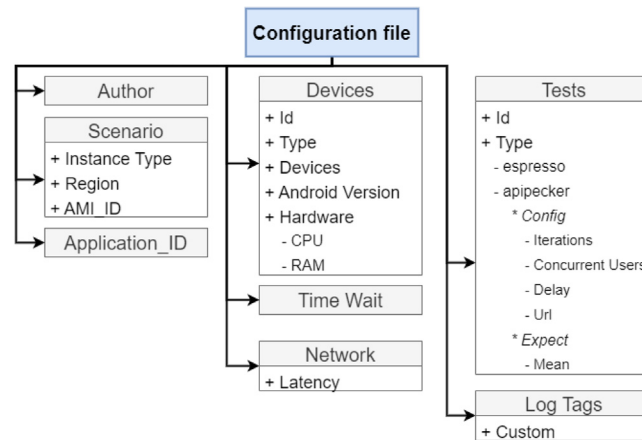 Configuration file
Author
Scenario
+ Instance Type
+ Region
+ AMI_ID
Application_ID
Devices
+ Id
+ Type
+ Devices
+ Android Version
+ Hardware
- CPU
- RAM
Time Wait
Network
+ Latency
Tests
+ Id
+ Type
- espresso
- apipecker
* Config
- Iterations
- Concurrent Users
- Delay
- Url
* Expect
- Mean
Log Tags
+ Custom